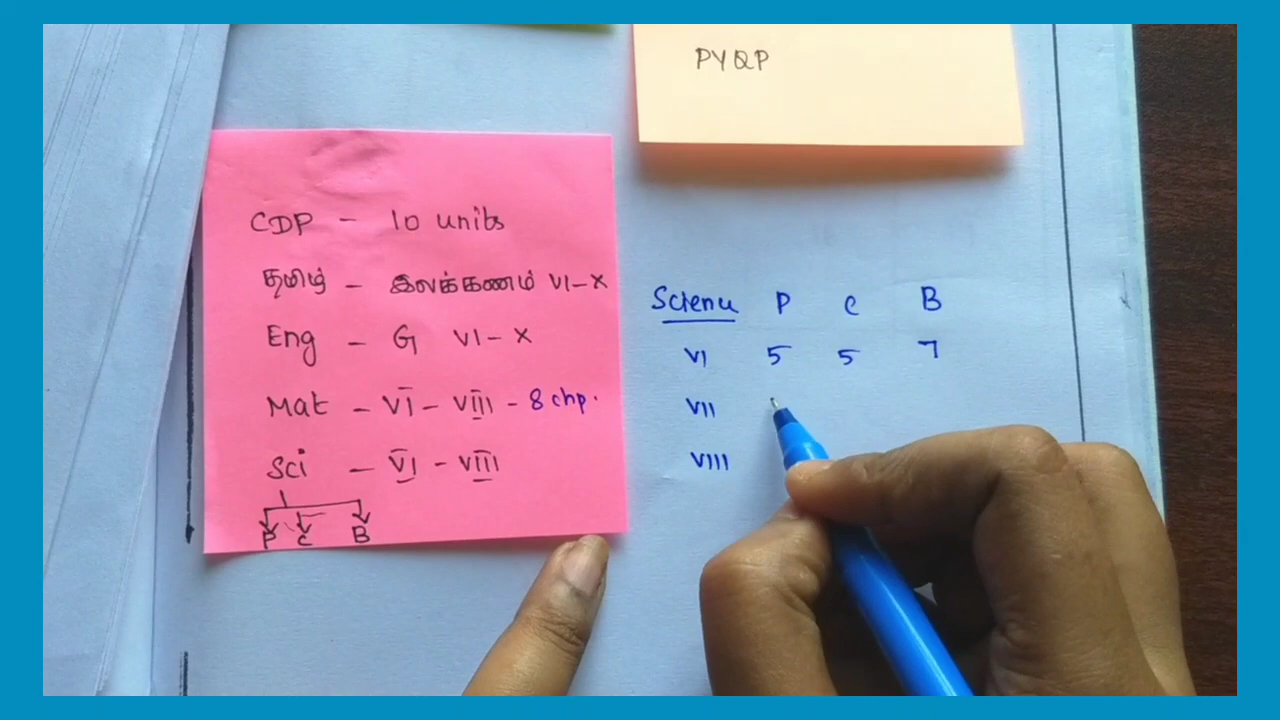 PYQP
CDP - 10 units
தமிழ் - இலக்கணம் VI-X
Eng - G VI-X
Mat - VI - VIII - 8 chp.
Sci - VI - VIII
P C B
Scienu P C B
VI 5 5 7
VII
VIII